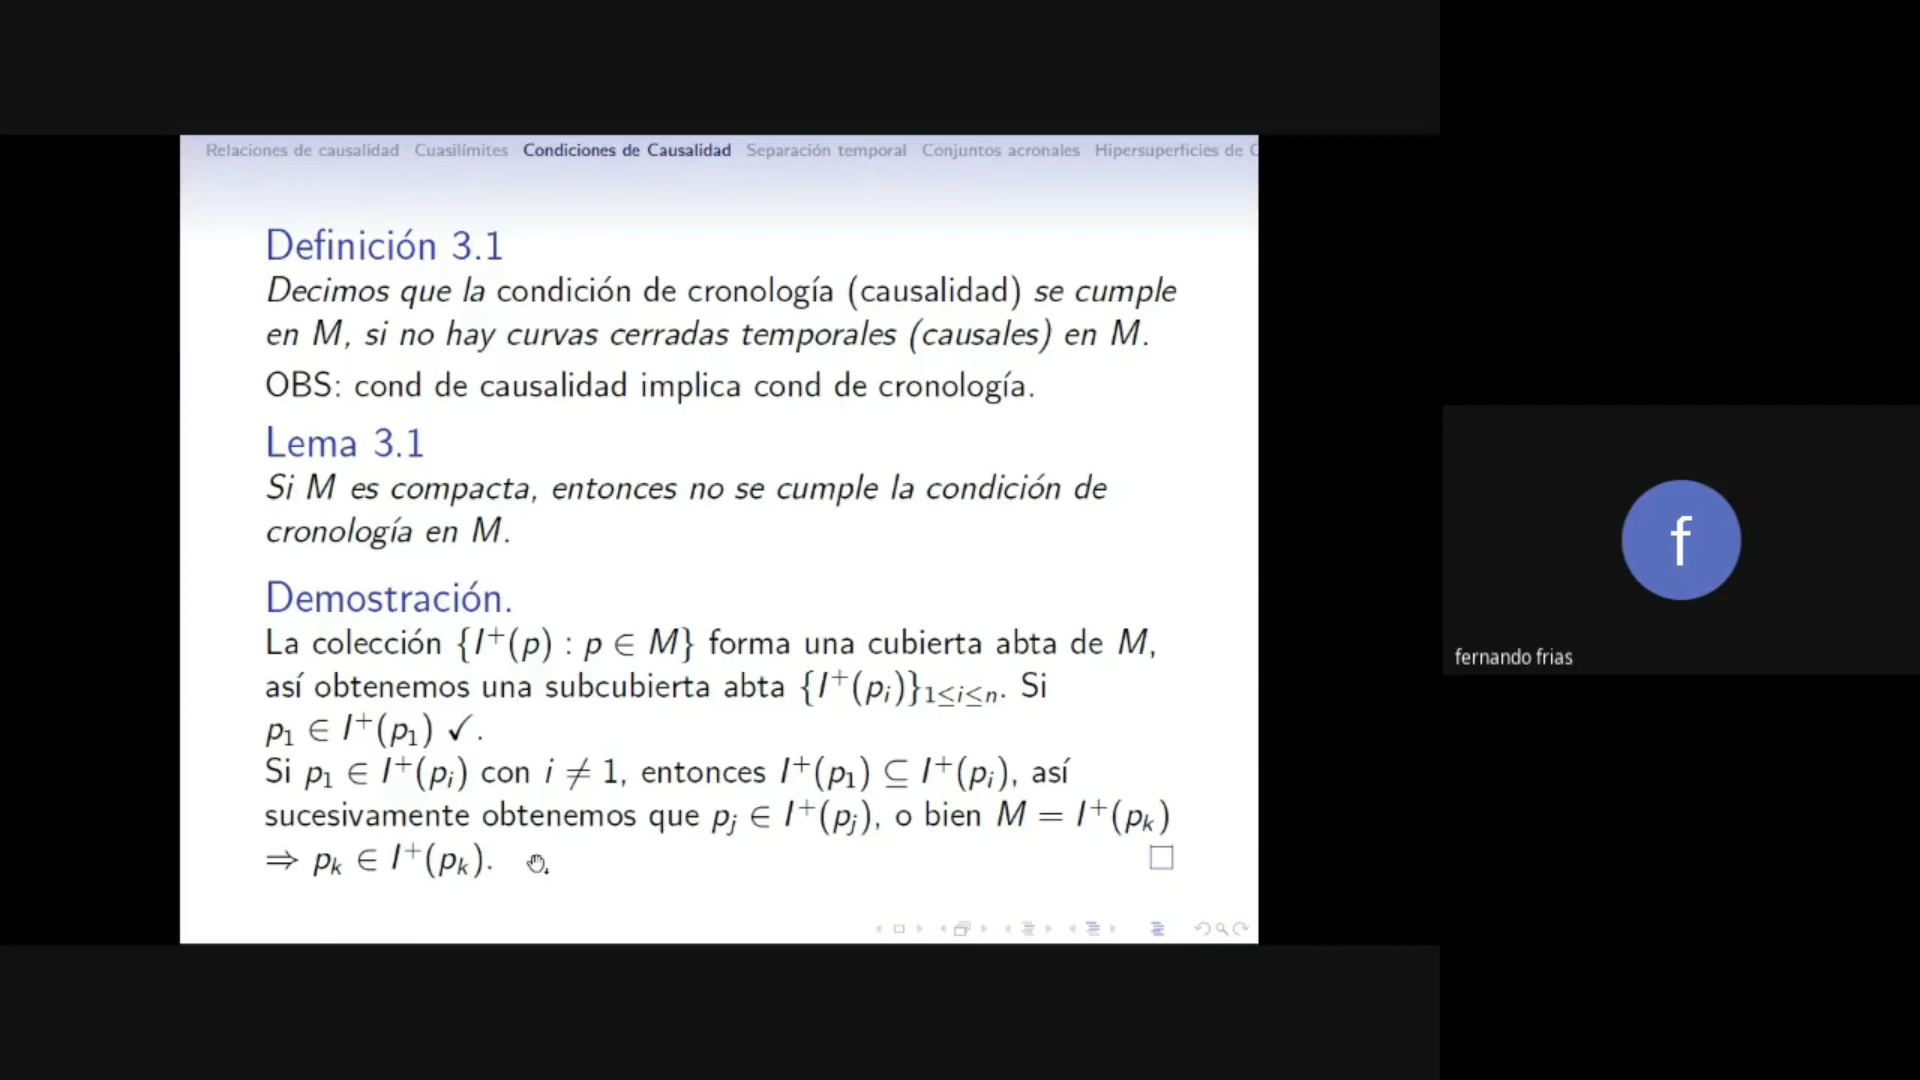 Relaciones de causalidad Cuasilímites Condiciones de Causalidad Separación temporal Conjuntos acronales Hipersuperficies de C
Definición 3.1
Decimos que la condición de cronología (causalidad) se cumple
en M, si no hay curvas cerradas temporales (causales) en M.
OBS: cond de causalidad implica cond de cronología.
Lema 3.1
Si M es compacta, entonces no se cumple la condición de
cronología en M.
Demostración.
La colección {I⁺(p) : p ∈ M} forma una cubierta abta de M,
así obtenemos una subcubierta abta {I⁺(pᵢ)}₁≤ᵢ≤ₙ. Si
p₁ ∈ I⁺(p₁) ✓.
Si p₁ ∈ I⁺(pᵢ) con i ≠ 1, entonces I⁺(p₁) ⊆ I⁺(pᵢ), así
sucesivamente obtenemos que pⱼ ∈ I⁺(pⱼ), o bien M = I⁺(pₖ)
⇒ pₖ ∈ I⁺(pₖ). □
f
fernando frias